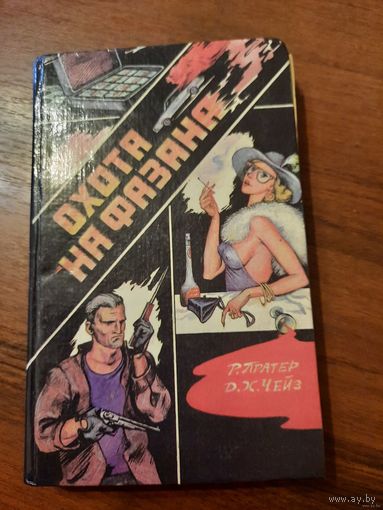 ОХОТА
НА ФАЗАНА
Р. ПРАТЕР
Д. Х. ЧЕЙЗ
www.ay.by